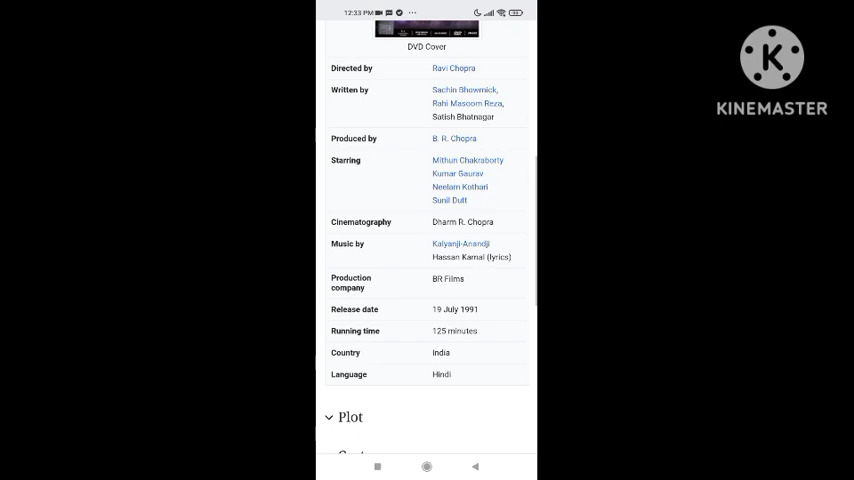 12:33 PM
KINEMASTER
DVD Cover
Directed by Ravi Chopra
Written by Sachin Bhowmick,
Rahi Masoom Reza,
Satish Bhatnagar
Produced by B. R. Chopra
Starring Mithun Chakraborty
Kumar Gaurav
Neelam Kothari
Sunil Dutt
Cinematography Dharm R. Chopra
Music by Kalyanji-Anandji
Hassan Kamal (lyrics)
Production
company
BR Films
Release date 19 July 1991
Running time 125 minutes
Country India
Language Hindi
Plot